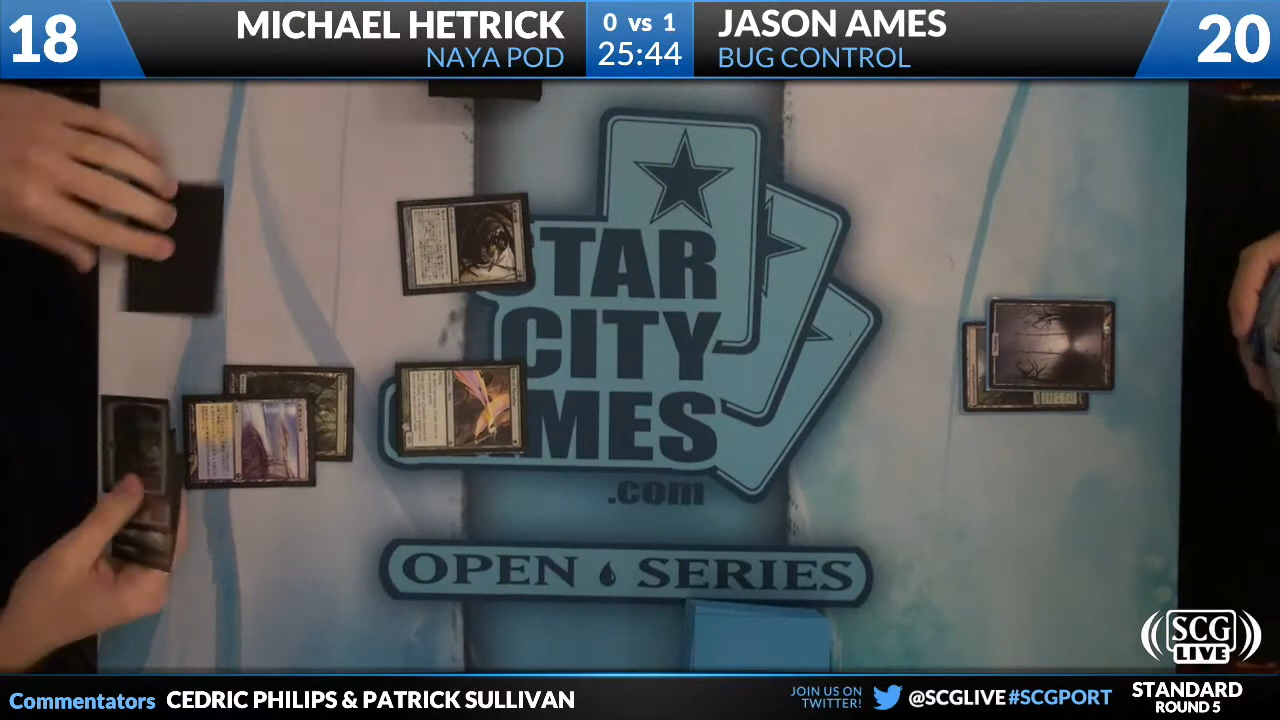 18
MICHAEL HETRICK
NAYA POD
0 vs 1
25:44
JASON AMES
BUG CONTROL
20
STAR
CITY
GAMES
.com
OPEN SERIES
SCG
LIVE
Commentators CEDRIC PHILIPS & PATRICK SULLIVAN
JOIN US ON
TWITTER!
@SCGLIVE #SCGPORT
STANDARD
ROUND 5